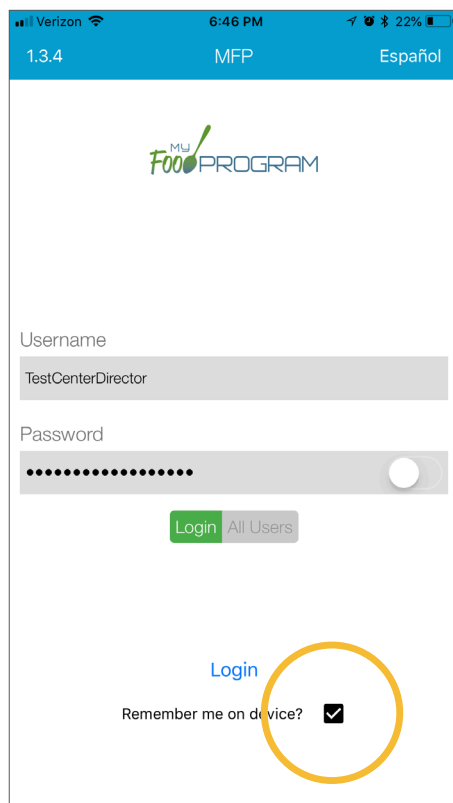 Verizon 6:46 PM 22%
1.3.4 MFP Español
MY
FOOD PROGRAM
Username
TestCenterDirector
Password
••••••••••••••••••
Login All Users
Login
Remember me on device?